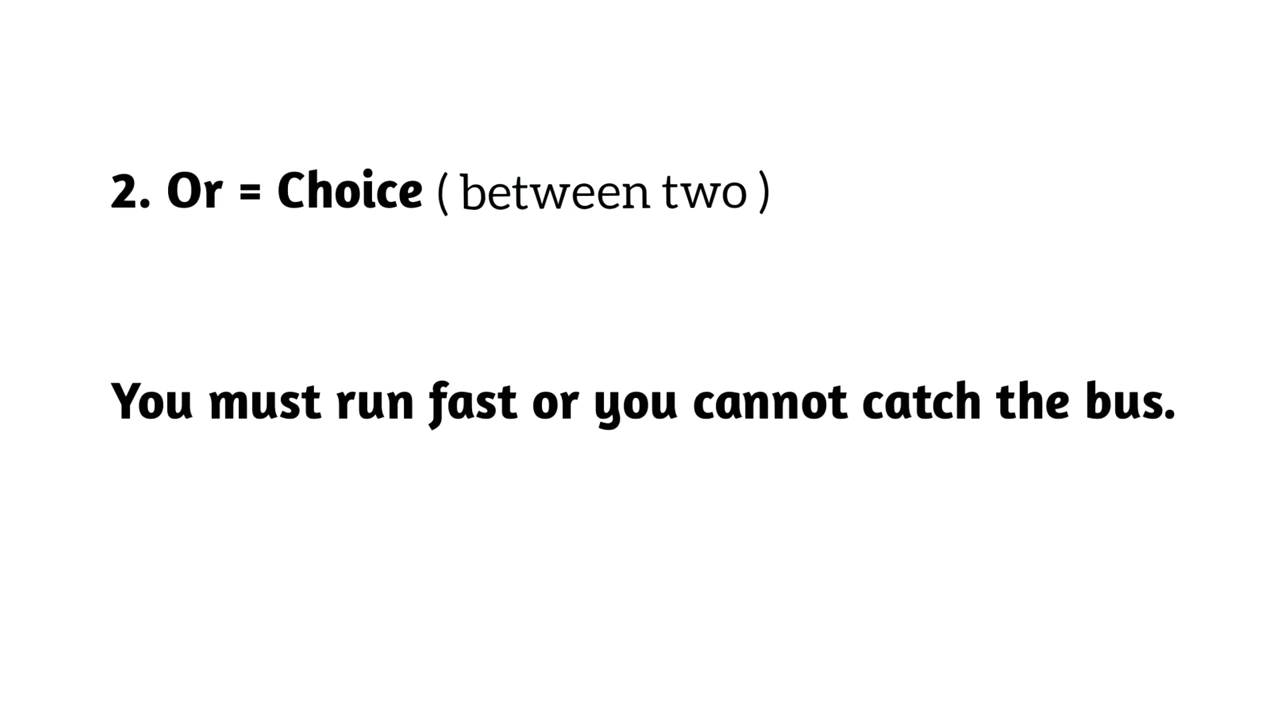 2. Or = Choice ( between two )
You must run fast or you cannot catch the bus.